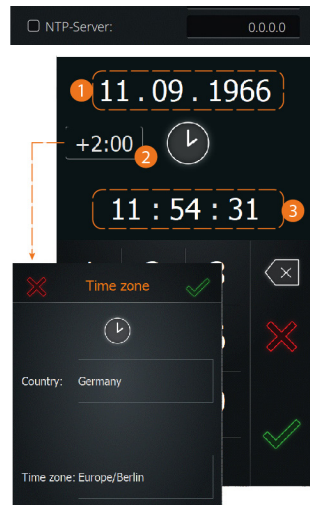 NTP-Server: 0.0.0.0
1 11 . 09 . 1966
+2:00
2
11 : 54 : 31 3
Time zone
Country: Germany
Time zone: Europe/Berlin